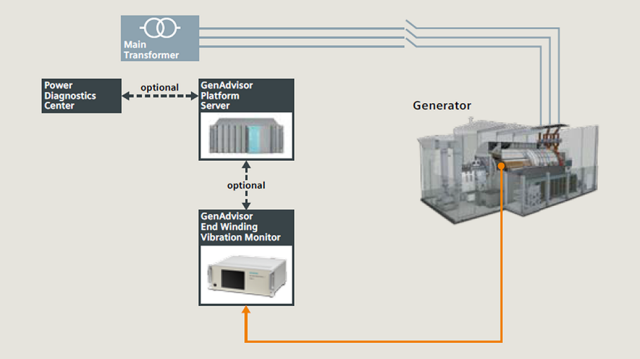 Main
Transformer
Power
Diagnostics
Center
optional
GenAdvisor
Platform
Server
Generator
optional
GenAdvisor
End Winding
Vibration Monitor